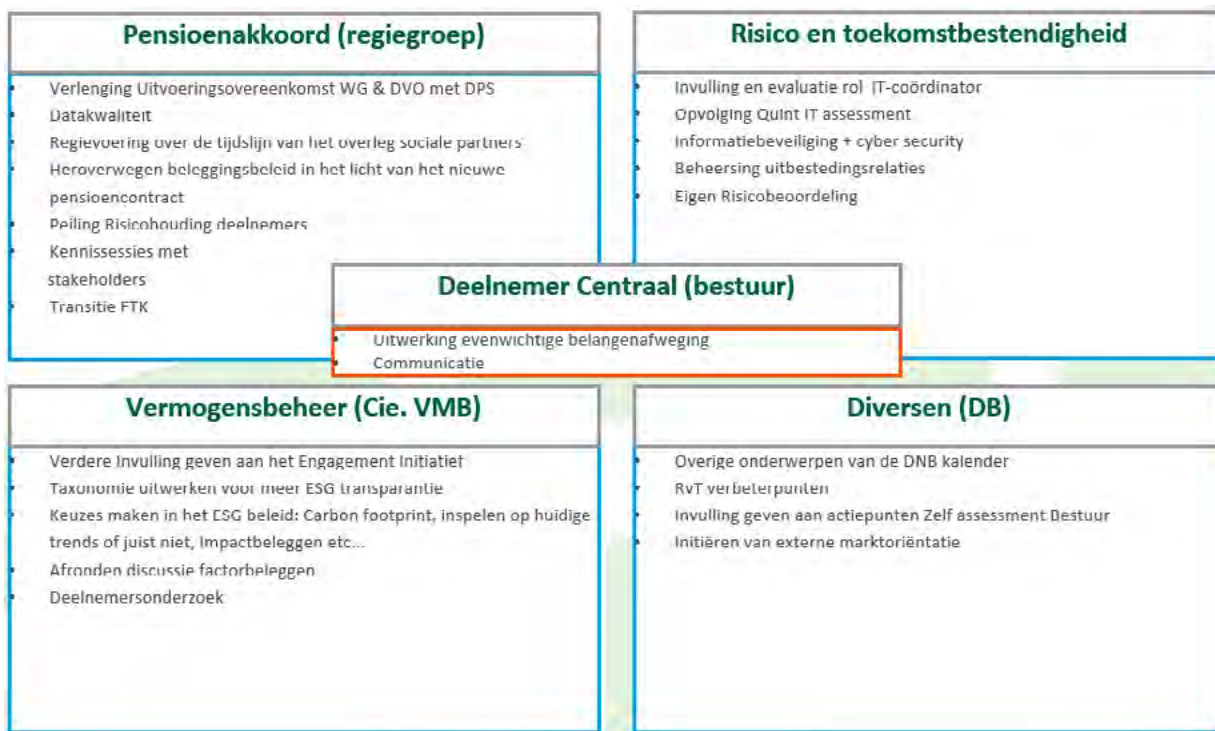 Pensioenakkoord (regiegroep)
Verlenging Uitvoeringsovereenkomst WG & DVO met DPS
Datakwaliteit
Regievoering over de tijdslijn van het overleg sociale partners
Heroverwegen beleggingsbeleid in het licht van het nieuwe
pensioencontract
Peiling Risicohouding deelnemers
Kennissessies met
stakeholders
Transitie FTK
Risico en toekomstbestendigheid
Invulling en evaluatie rol IT-coördinator
Opvolging Quint IT assessment
Informatiebeveiliging + cyber security
Beheersing uitbestedingsrelaties
Eigen Risicobeoordeling
Deelnemer Centraal (bestuur)
Uitwerking evenwichtige belangenafweging
Communicatie
Vermogensbeheer (Cie. VMB)
Verdere Invulling geven aan het Engagement Initiatief
Taxonomie uitwerken voor meer ESG transparantie
Keuzes maken in het ESG beleid: Carbon footprint, inspelen op huidige
trends of juist niet, Impactbeleggen etc...
Afronden discussie factorbeleggen
Deelnemersonderzoek
Diversen (DB)
Overige onderwerpen van de DNB kalender
RvT verbeterpunten
Invulling geven aan actiepunten Zelf assessment Bestuur
Initiëren van externe marktoriëntatie